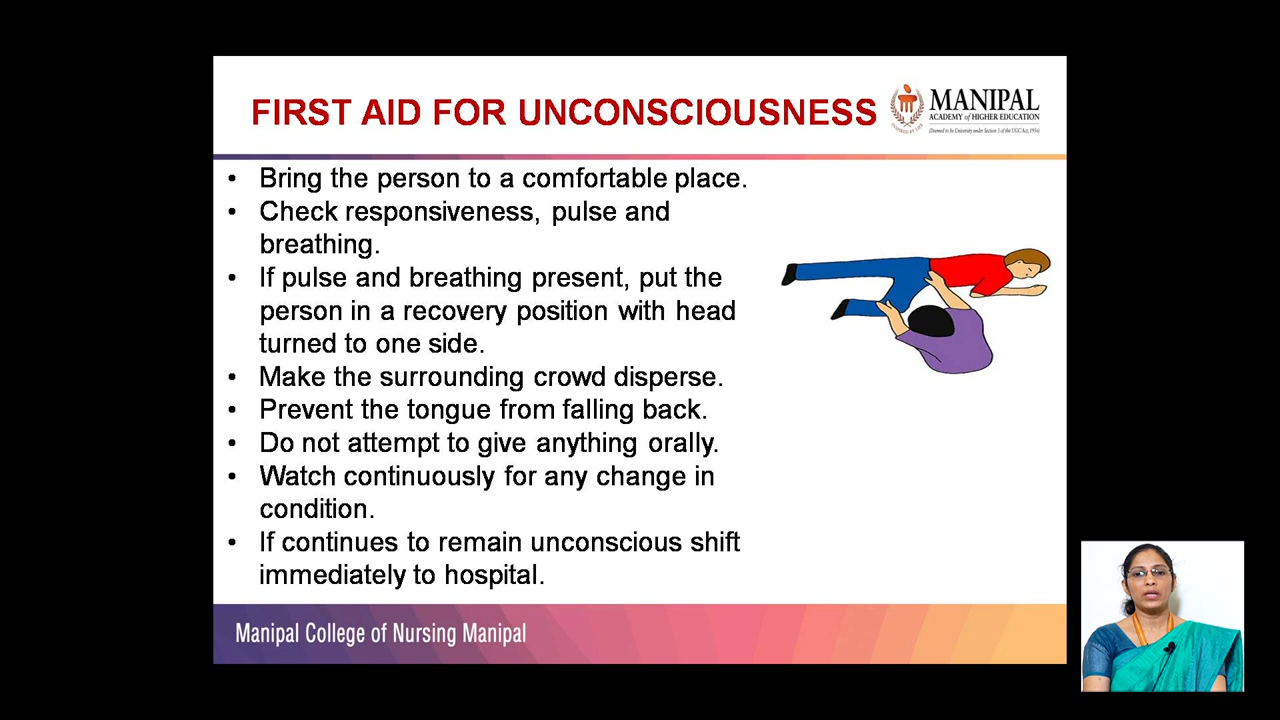 FIRST AID FOR UNCONSCIOUSNESS
MANIPAL
ACADEMY of HIGHER EDUCATION
(Deemed to be University under Section 3 of the UGC Act, 1956)
INSPIRED BY LIFE
• Bring the person to a comfortable place.
• Check responsiveness, pulse and
breathing.
• If pulse and breathing present, put the
person in a recovery position with head
turned to one side.
• Make the surrounding crowd disperse.
• Prevent the tongue from falling back.
• Do not attempt to give anything orally.
• Watch continuously for any change in
condition.
• If continues to remain unconscious shift
immediately to hospital.
Manipal College of Nursing Manipal